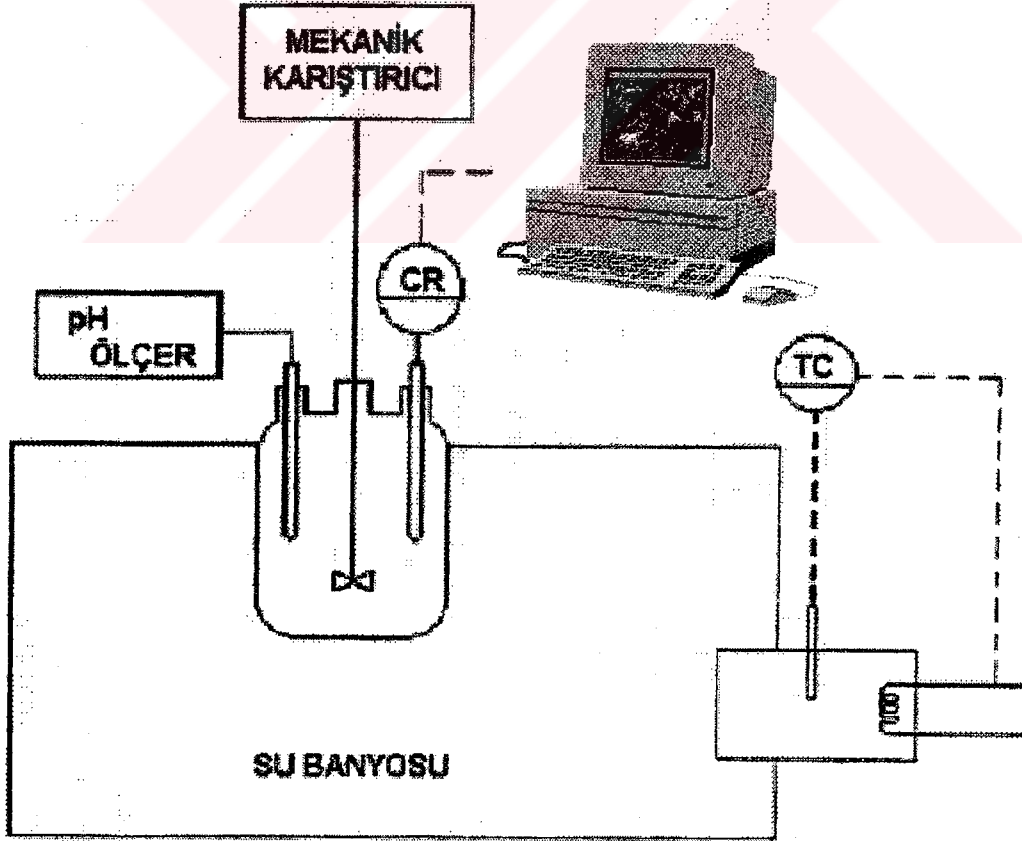 MEKANİK
KARIŞTIRICI
CR
pH
ÖLÇER
TC
SU BANYOSU